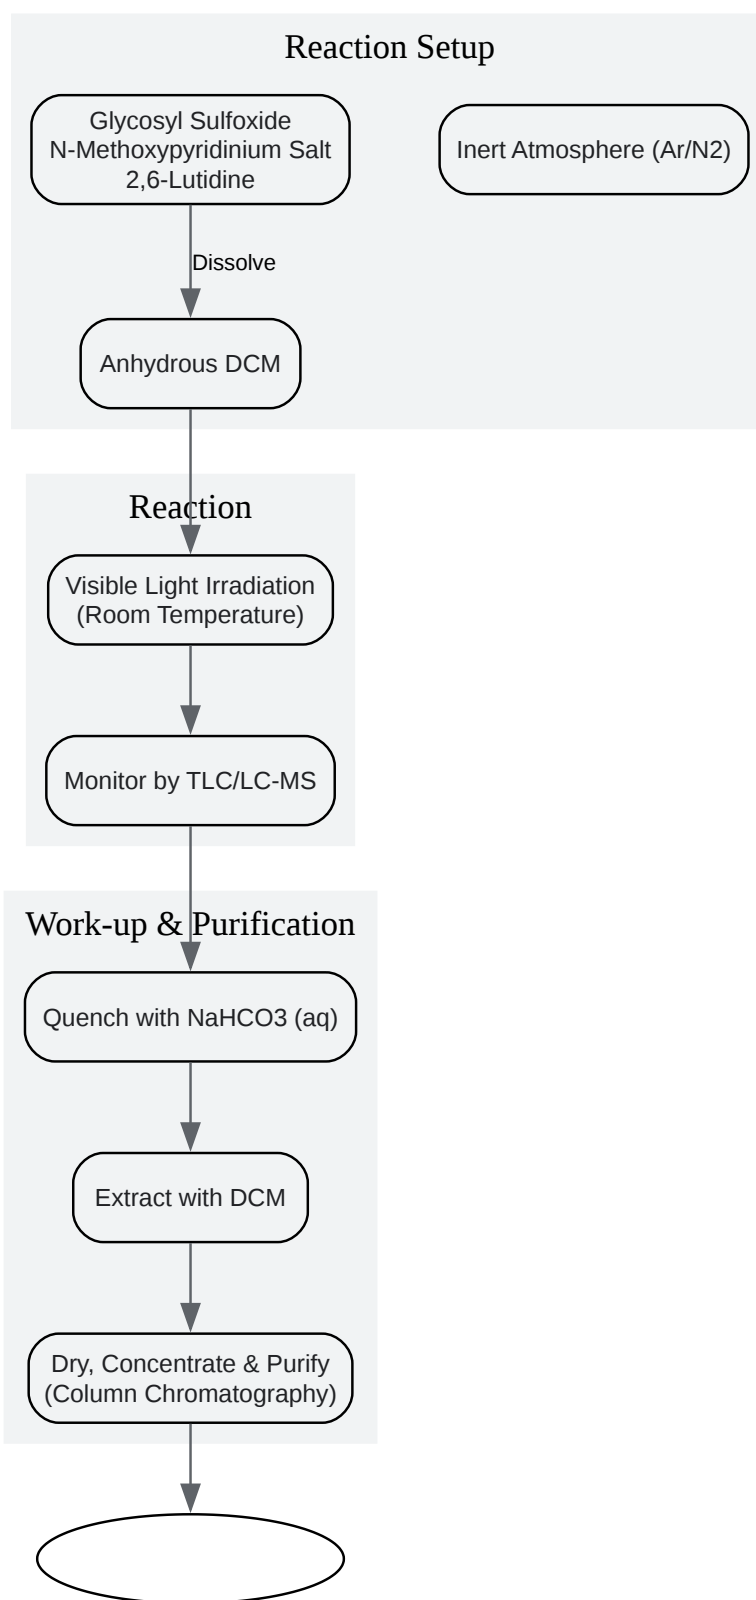 Reaction Setup
Glycosyl Sulfoxide
N-Methoxypyridinium Salt
2,6-Lutidine
Inert Atmosphere (Ar/N2)
Dissolve
Anhydrous DCM
Reaction
Visible Light Irradiation
(Room Temperature)
Monitor by TLC/LC-MS
Work-up & Purification
Quench with NaHCO3 (aq)
Extract with DCM
Dry, Concentrate & Purify
(Column Chromatography)